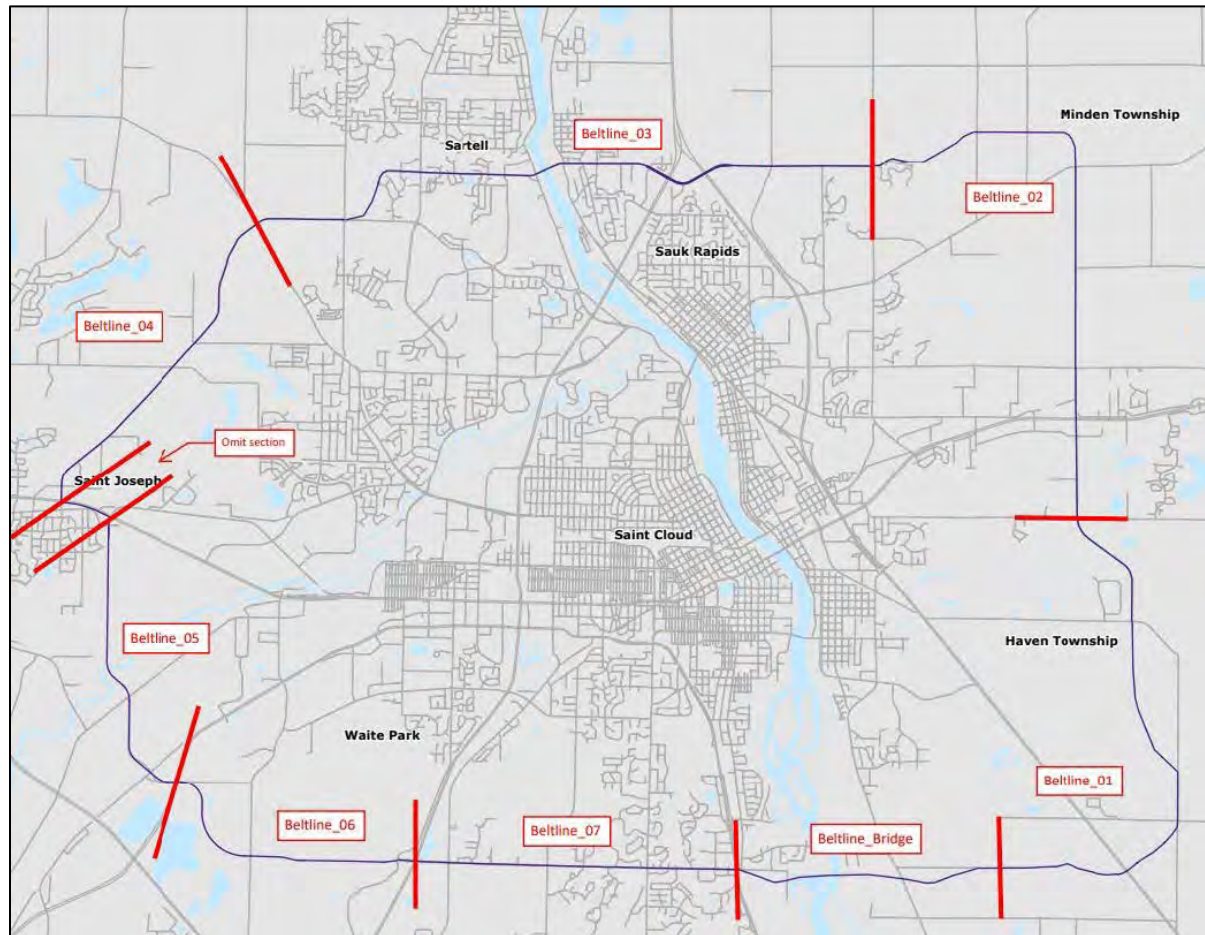 Minden Township
Beltline_03
Sartell
Beltline_02
Sauk Rapids
Beltline_04
Omit section
Saint Joseph
Saint Cloud
Beltline_05
Haven Township
Waite Park
Beltline_01
Beltline_06
Beltline_07
Beltline_Bridge